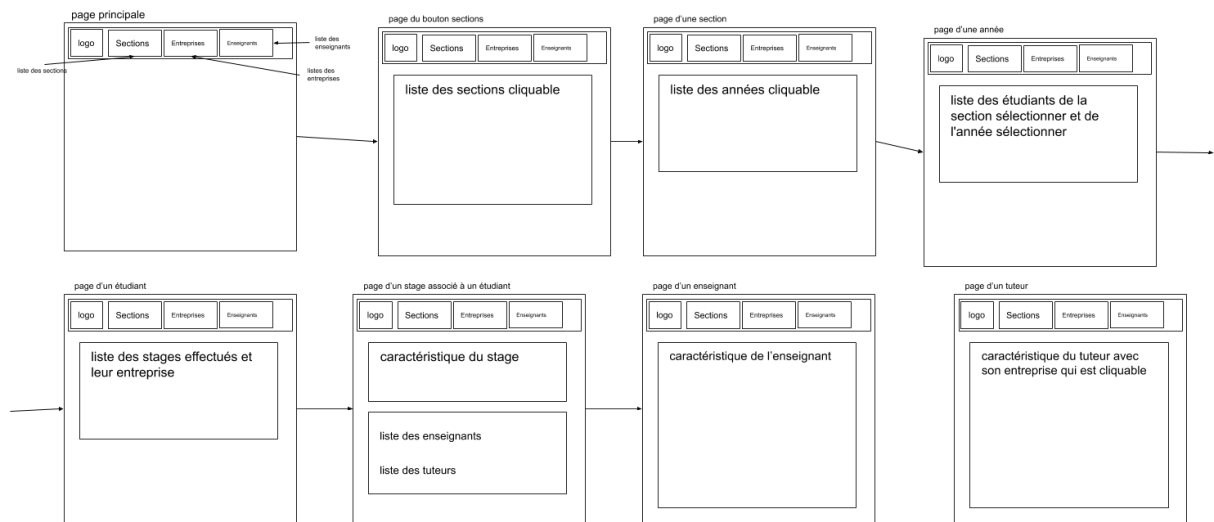 page principale
logo
Sections
Entreprises
Enseignants
liste des
enseignants
liste des sections
listes des
entreprises
page du bouton sections
logo
Sections
Entreprises
Enseignants
liste des sections cliquable
page d'une section
logo
Sections
Entreprises
Enseignants
liste des années cliquable
page d'une année
logo
Sections
Entreprises
Enseignants
liste des étudiants de la
section sélectionner et de
l'année sélectionner
page d'un étudiant
logo
Sections
Entreprises
Enseignants
liste des stages effectués et
leur entreprise
page d'un stage associé à un étudiant
logo
Sections
Entreprises
Enseignants
caractéristique du stage
liste des enseignants
liste des tuteurs
page d'un enseignant
logo
Sections
Entreprises
Enseignants
caractéristique de l'enseignant
page d'un tuteur
logo
Sections
Entreprises
Enseignants
caractéristique du tuteur avec
son entreprise qui est cliquable